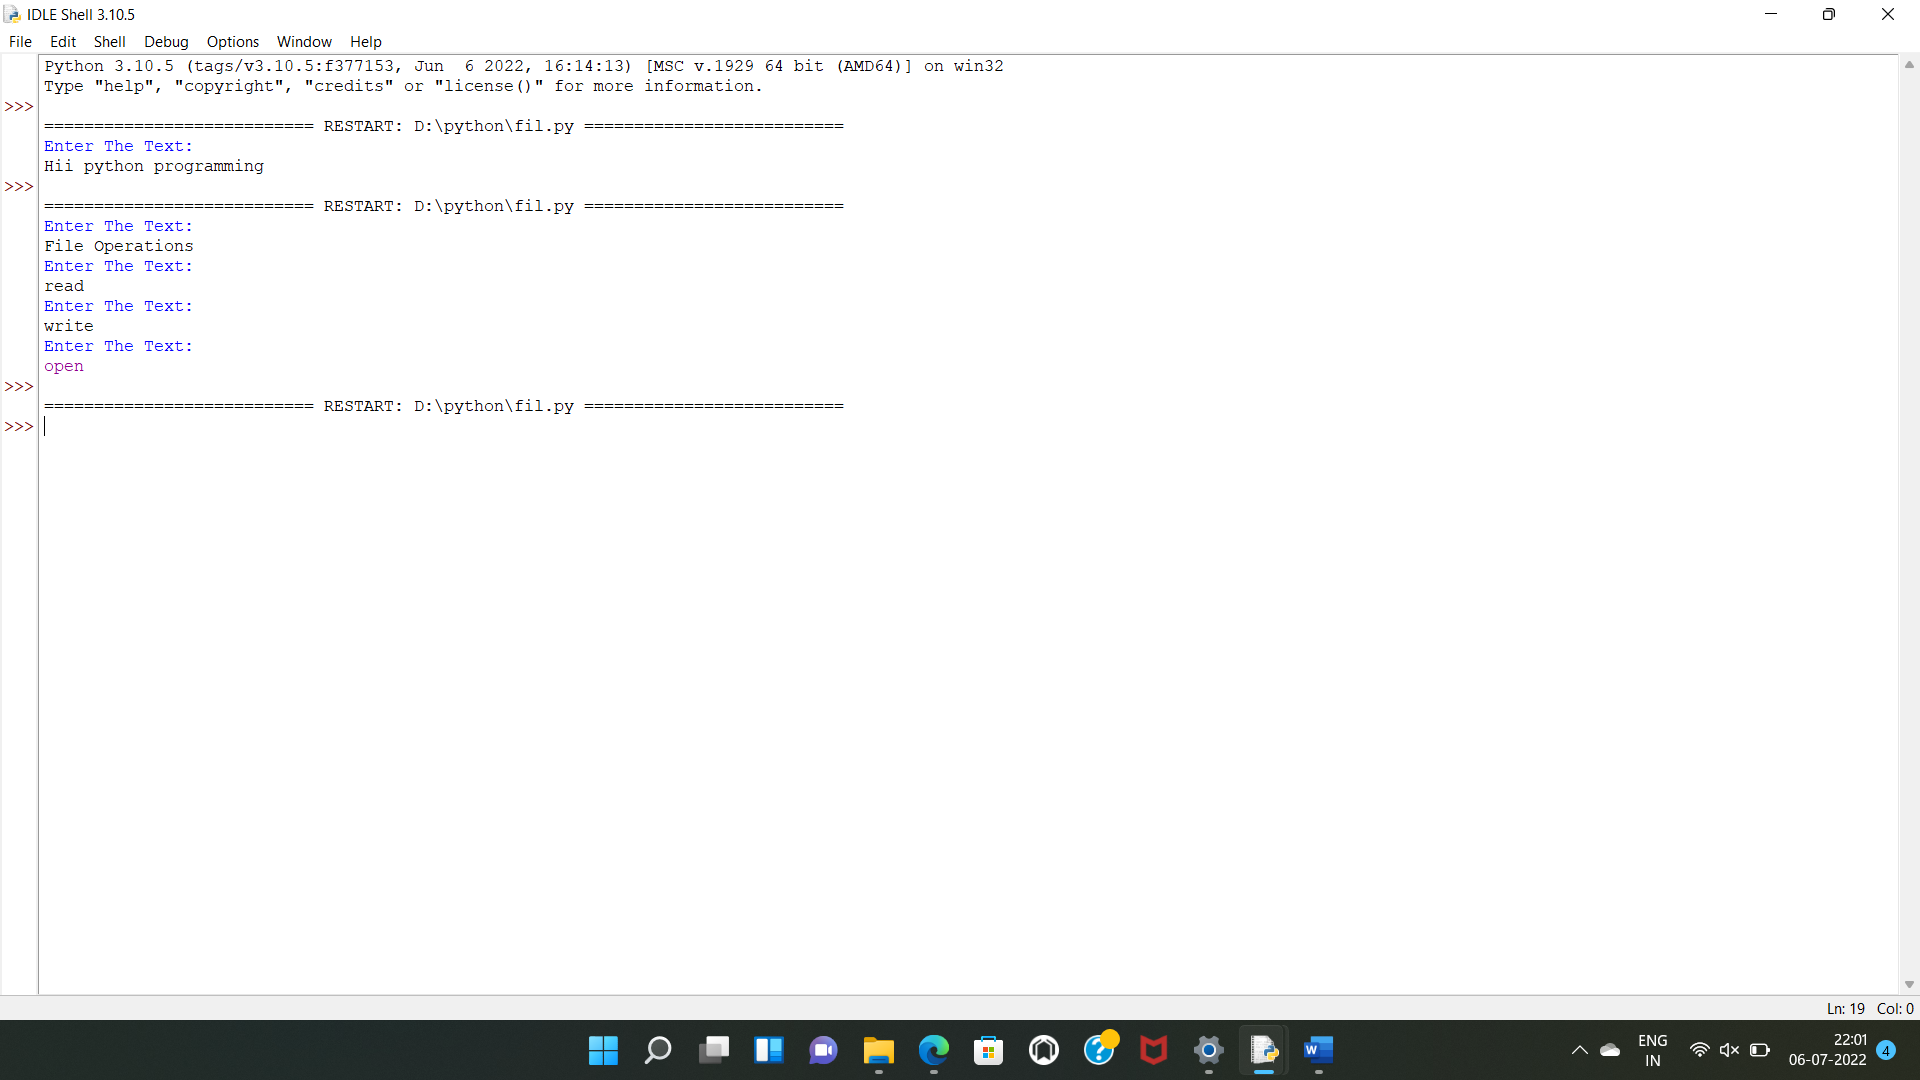 IDLE Shell 3.10.5
File Edit Shell Debug Options Window Help
Python 3.10.5 (tags/v3.10.5:f377153, Jun  6 2022, 16:14:13) [MSC v.1929 64 bit (AMD64)] on win32
Type "help", "copyright", "credits" or "license()" for more information.
>>>
=========================== RESTART: D:\python\fil.py ==========================
Enter The Text:
Hii python programming
>>>
=========================== RESTART: D:\python\fil.py ==========================
Enter The Text:
File Operations
Enter The Text:
read
Enter The Text:
write
Enter The Text:
open
>>>
=========================== RESTART: D:\python\fil.py ==========================
>>>
Ln: 19 Col: 0
W
ENG
IN
22:01
06-07-2022
4